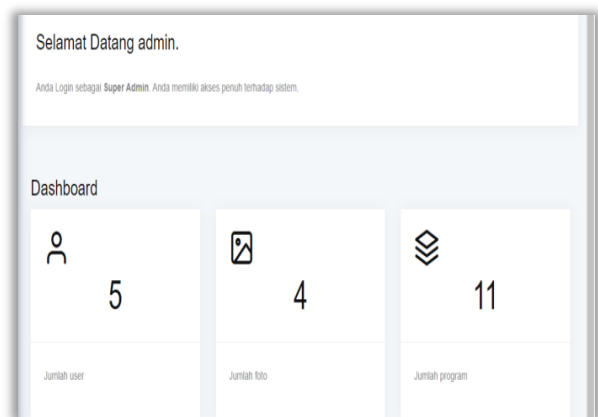 Selamat Datang admin.
Anda Login sebagai Super Admin. Anda memiliki akses penuh terhadap sistem.
Dashboard
5
4
11
Jumlah user
Jumlah foto
Jumlah program